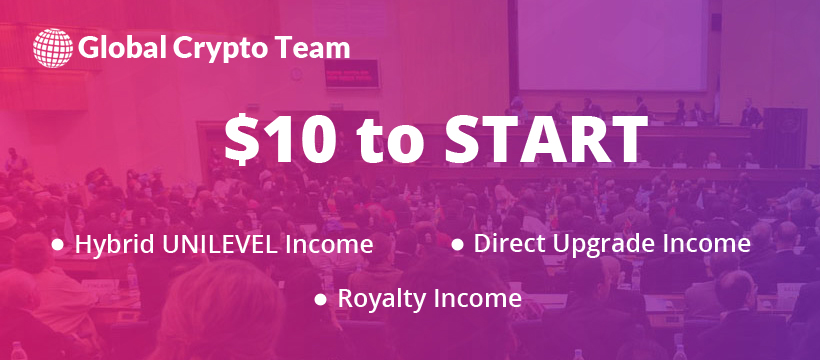 Global Crypto Team
$10 to START
• Hybrid UNILEVEL Income
• Direct Upgrade Income
• Royalty Income